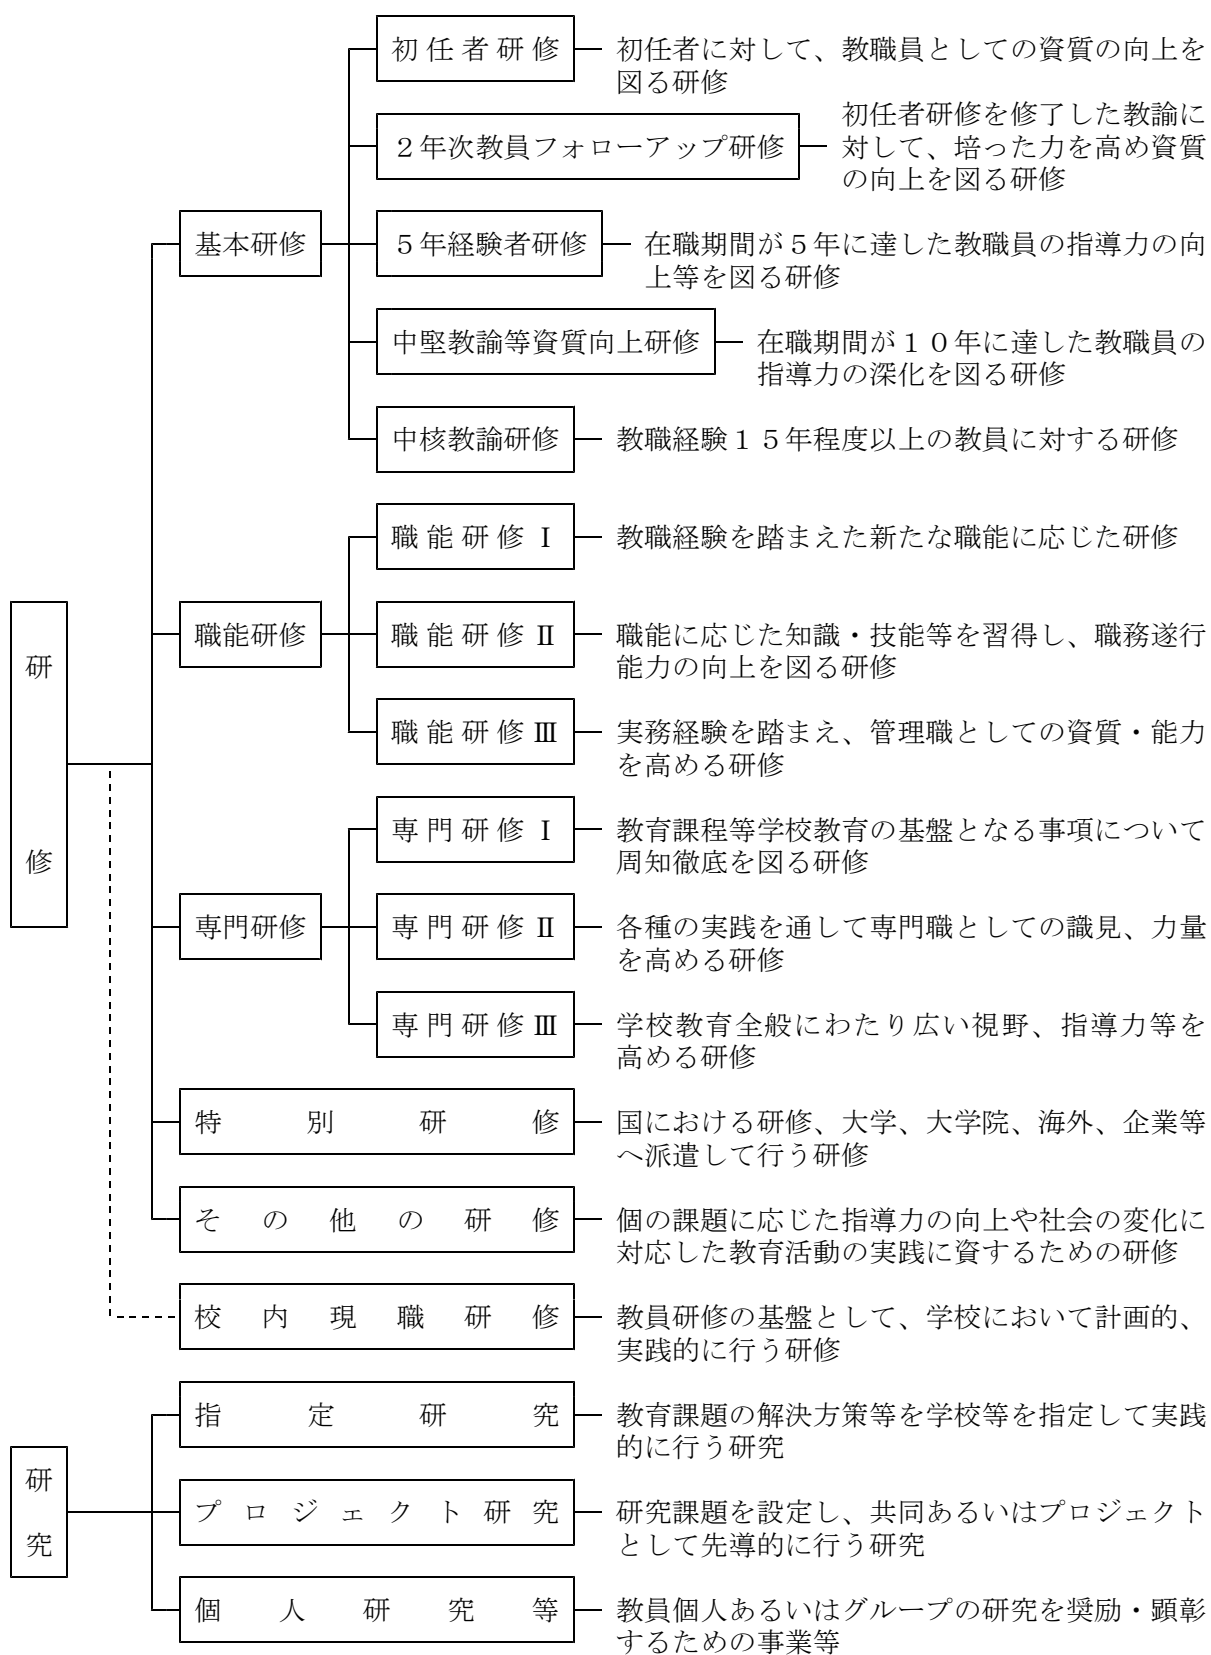 初任者研修
初任者に対して、教職員としての資質の向上を
図る研修
２年次教員フォローアップ研修
初任者研修を修了した教諭に
対して、培った力を高め資質
の向上を図る研修
基本研修
５年経験者研修
在職期間が５年に達した教職員の指導力の向
上等を図る研修
中堅教諭等資質向上研修
在職期間が１０年に達した教職員の
指導力の深化を図る研修
中核教諭研修
教職経験１５年程度以上の教員に対する研修
職能研修Ⅰ
教職経験を踏まえた新たな職能に応じた研修
研修
職能研修
職能研修Ⅱ
職能に応じた知識・技能等を習得し、職務遂行
能力の向上を図る研修
職能研修Ⅲ
実務経験を踏まえ、管理職としての資質・能力
を高める研修
専門研修Ⅰ
教育課程等学校教育の基盤となる事項について
周知徹底を図る研修
専門研修
専門研修Ⅱ
各種の実践を通して専門職としての識見、力量
を高める研修
専門研修Ⅲ
学校教育全般にわたり広い視野、指導力等を
高める研修
特別研修
国における研修、大学、大学院、海外、企業等
へ派遣して行う研修
その他の研修
個の課題に応じた指導力の向上や社会の変化に
対応した教育活動の実践に資するための研修
校内現職研修
教員研修の基盤として、学校において計画的、
実践的に行う研修
指定研究
教育課題の解決方策等を学校等を指定して実践
的に行う研究
研究
プロジェクト研究
研究課題を設定し、共同あるいはプロジェクト
として先導的に行う研究
個人研究等
教員個人あるいはグループの研究を奨励・顕彰
するための事業等